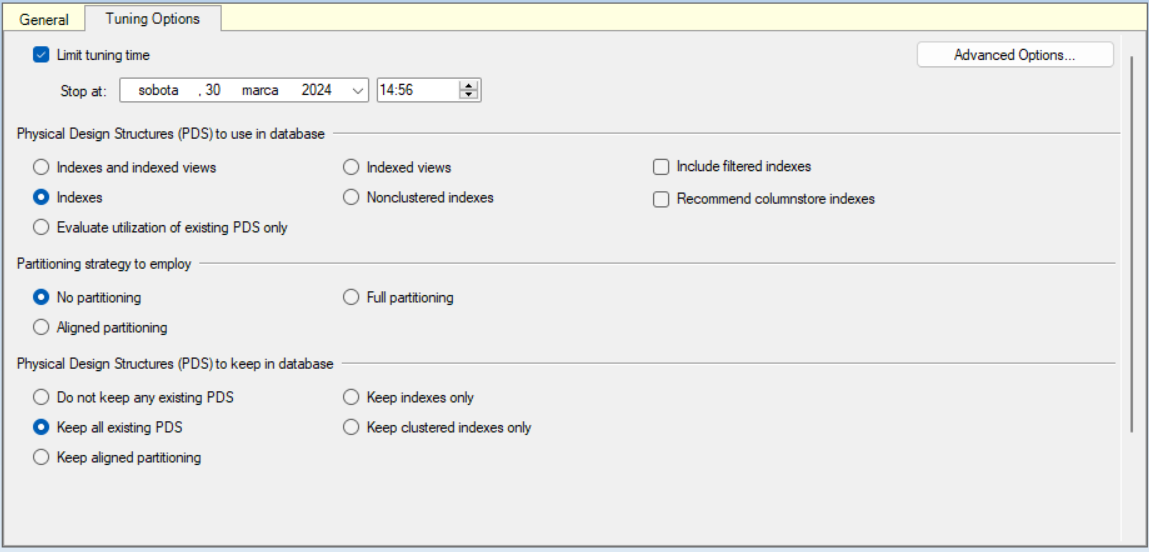 General Tuning Options
Limit tuning time Advanced Options...
Stop at: sobota , 30 marca 2024 14:56
Physical Design Structures (PDS) to use in database
Indexes and indexed views Indexed views Include filtered indexes
Indexes Nonclustered indexes Recommend columnstore indexes
Evaluate utilization of existing PDS only
Partitioning strategy to employ
No partitioning Full partitioning
Aligned partitioning
Physical Design Structures (PDS) to keep in database
Do not keep any existing PDS Keep indexes only
Keep all existing PDS Keep clustered indexes only
Keep aligned partitioning